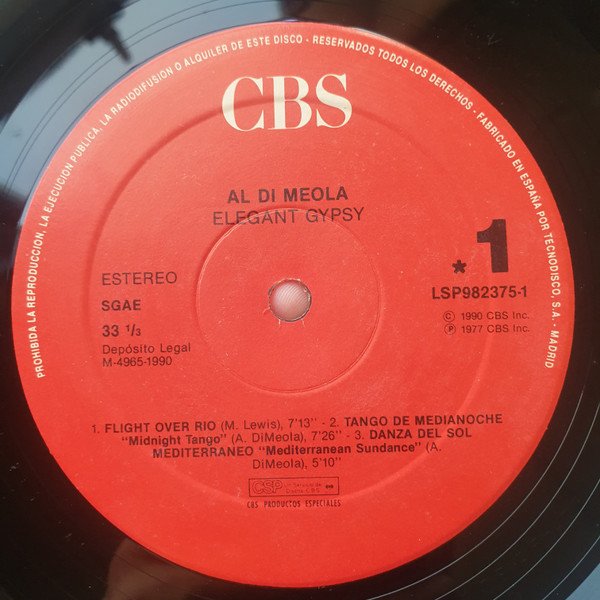 PROHIBIDA LA REPRODUCCION, LA EJECUCION PUBLICA, LA RADIODIFUSION O ALQUILER DE ESTE DISCO - RESERVADOS TODOS LOS DERECHOS - FABRICADO EN ESPAÑA POR TECNODISCO, S.A. - MADRID
CBS
AL DI MEOLA
ELEGANT GYPSY
* 1
ESTEREO
LSP982375-1
SGAE
© 1990 CBS Inc.
33 1/3
℗ 1977 CBS Inc.
Depósito Legal
M-4965-1990
1. FLIGHT OVER RIO (M. Lewis), 7'13'' - 2. TANGO DE MEDIANOCHE
"Midnight Tango" (A. DiMeola), 7'26'' - 3. DANZA DEL SOL
MEDITERRANEO "Mediterranean Sundance" (A.
DiMeola), 5'10''
CSP
CBS PRODUCTOS ESPECIALES